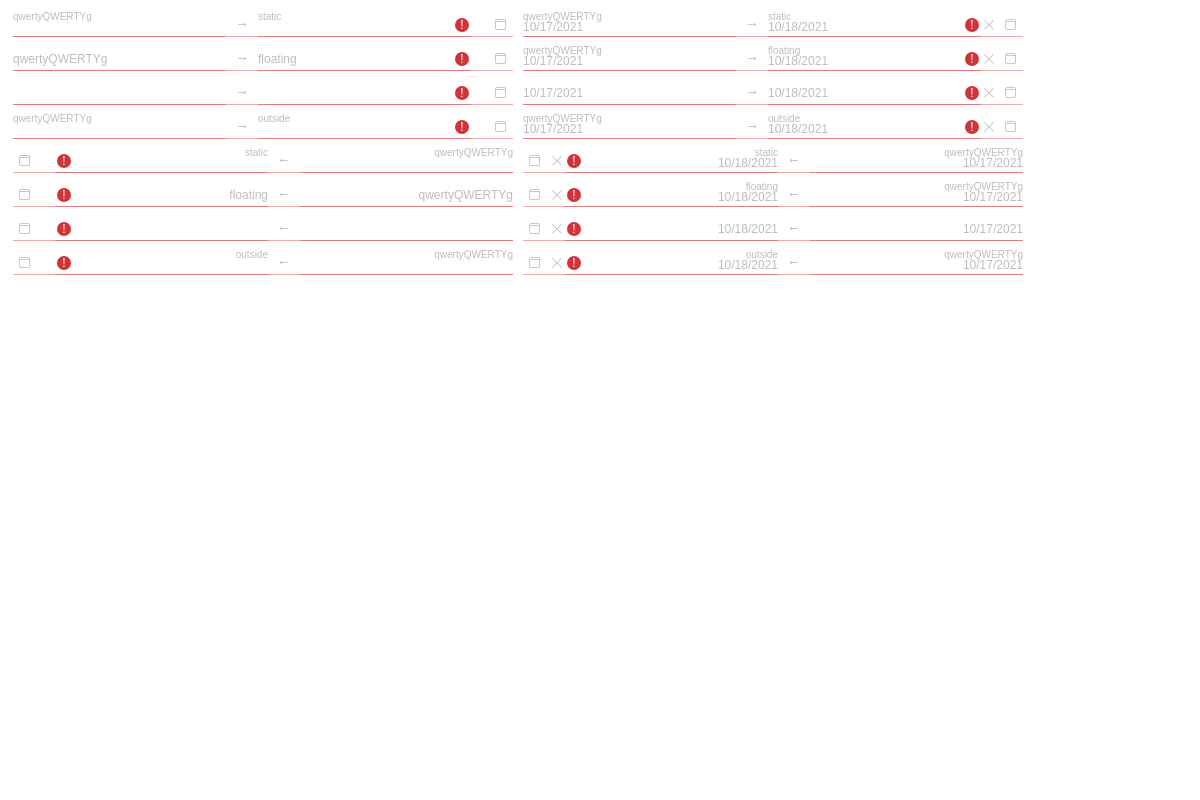 qwertyQWERTYg → static ! qwertyQWERTYg → static !
10/17/2021 10/18/2021
qwertyQWERTYg → floating ! qwertyQWERTYg → floating !
10/17/2021 10/18/2021
→ ! 10/17/2021 → 10/18/2021 !
qwertyQWERTYg → outside ! qwertyQWERTYg → outside !
10/17/2021 10/18/2021
! static ← qwertyQWERTYg ! static ← qwertyQWERTYg
10/18/2021 10/17/2021
! floating ← qwertyQWERTYg ! floating ← qwertyQWERTYg
10/18/2021 10/17/2021
! ← ! 10/18/2021 ← 10/17/2021
! outside ← qwertyQWERTYg ! outside ← qwertyQWERTYg
10/18/2021 10/17/2021